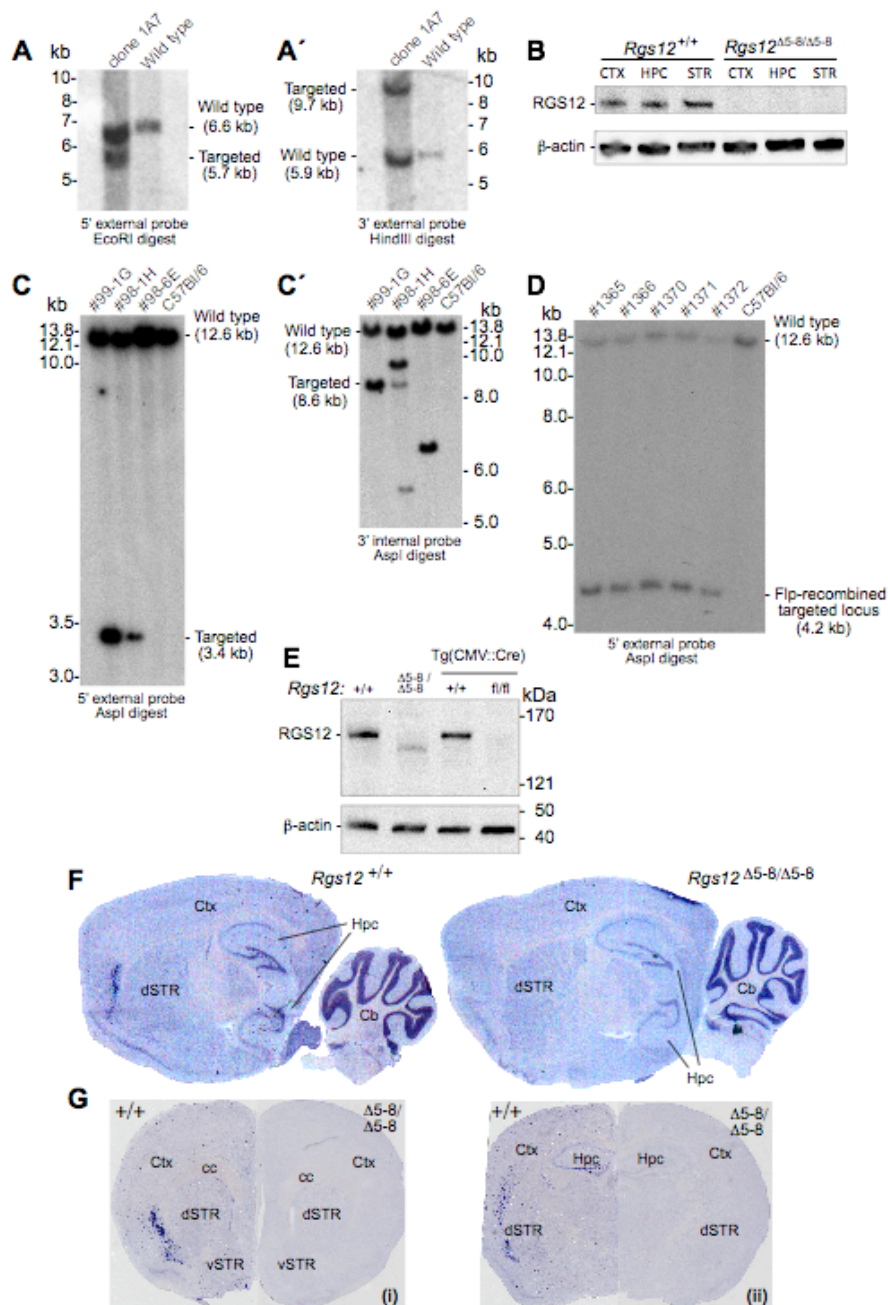 A
kb
clone 1A7
Wild type
10-
8-
7-
6-
5-
Wild type
(6.6 kb)
Targeted
(5.7 kb)
5' external probe
EcoRI digest
A´
clone 1A7
Wild type
kb
Targeted
(9.7 kb)
Wild type
(5.9 kb)
- 10
- 8
- 7
- 6
- 5
3' external probe
HindIII digest
B
Rgs12+/+
Rgs12Δ5-8/Δ5-8
CTX HPC STR CTX HPC STR
RGS12 -
β-actin -
C
kb
#99-1G
#98-1H
#98-6E
C57Bl/6
13.8-
12.1-
10.0-
3.5-
3.0-
Wild type
(12.6 kb)
- Targeted
(3.4 kb)
5' external probe
AspI digest
C´
#99-1G
#98-1H
#98-6E
C57Bl/6
kb
Wild type
(12.6 kb)
Targeted
(8.6 kb)
- 13.8
- 12.1
- 10.0
- 8.0
- 6.0
- 5.0
3' internal probe
AspI digest
D
kb
#1365
#1366
#1370
#1371
#1372
C57Bl/6
13.8-
12.1-
10.0-
8.0-
6.0-
5.0-
4.0-
Wild type
(12.6 kb)
Flp-recombined
targeted locus
(4.2 kb)
5' external probe
AspI digest
E
Tg(CMV::Cre)
Rgs12: +/+ Δ5-8 / Δ5-8 +/+ fl/fl
kDa
RGS12 -
-170
-121
β-actin -
- 50
- 40
F
Rgs12 +/+
Ctx
Hpc
dSTR
Cb
Rgs12 Δ5-8/Δ5-8
Ctx
dSTR
Cb
Hpc
G
+/+
Δ5-8/
Δ5-8
Ctx
cc
dSTR
vSTR
Ctx
cc
dSTR
vSTR
(i)
+/+
Δ5-8/
Δ5-8
Ctx
Hpc
dSTR
Hpc
Ctx
dSTR
(ii)